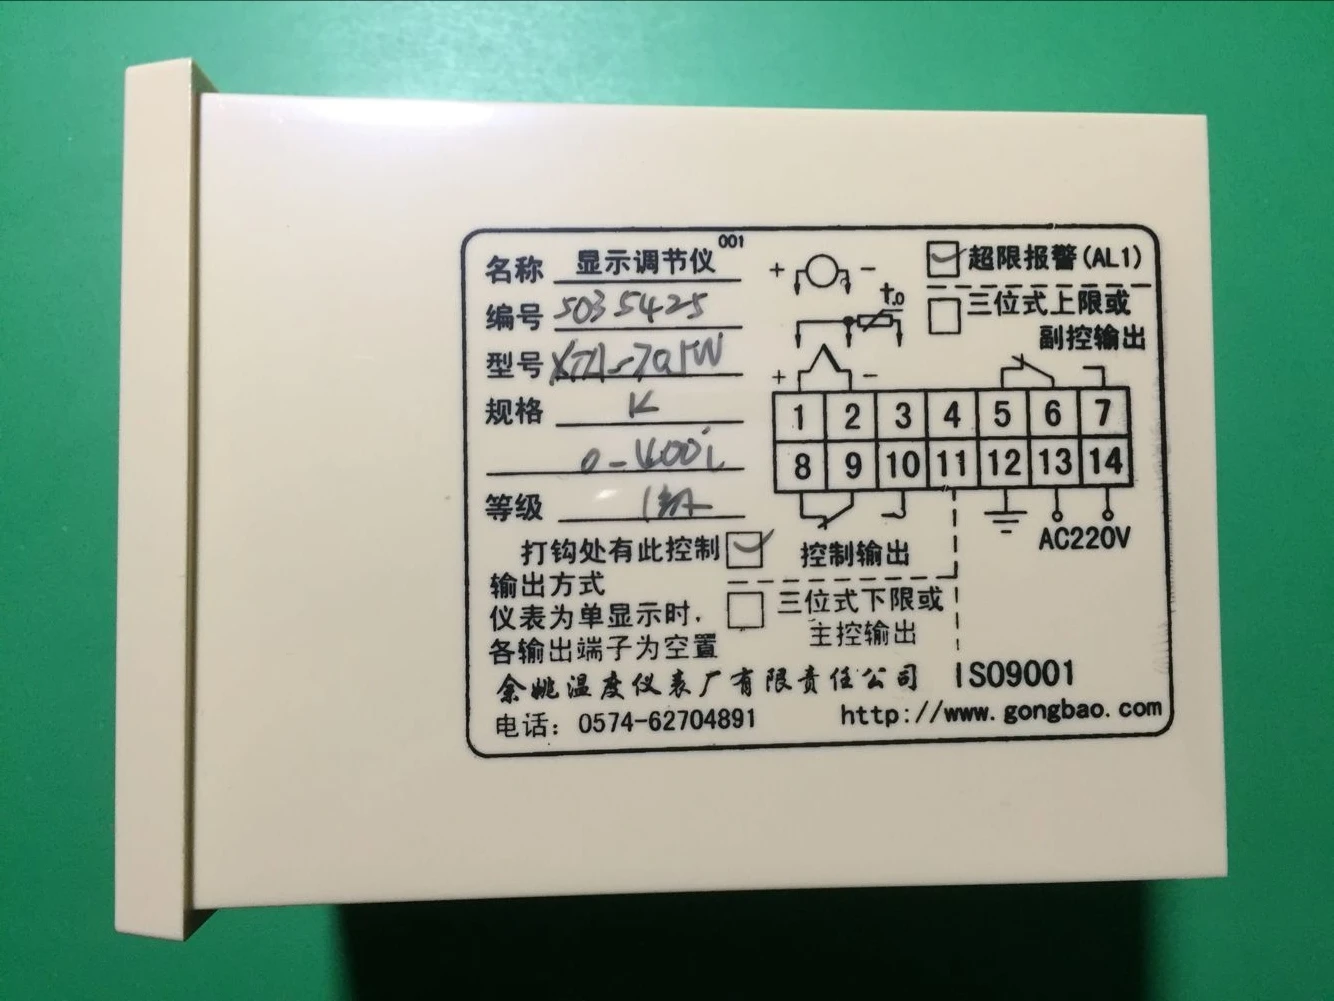 001
名称 显示调节仪
编号 5035425
型号
规格 K
0-400
等级
打钩处有此控制
输出方式
仪表为单显示时，
各输出端子为空置
+ -
t.0
+ -
超限报警(AL1)
三位式上限或
副控输出
1 2 3 4 5 6 7
8 9 10 11 12 13 14
AC220V
控制输出
三位式下限或
主控输出
余姚温度仪表厂有限责任公司 ISO9001
电话：0574-62704891 http://www.gongbao.com